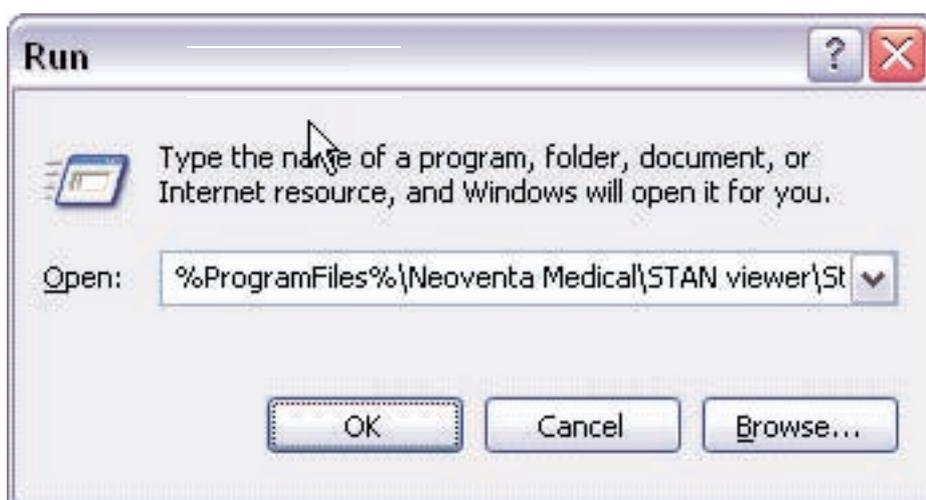 Run
Type the name of a program, folder, document, or
Internet resource, and Windows will open it for you.
Open: %ProgramFiles%\Neoventa Medical\STAN viewer\St
OK Cancel Browse...